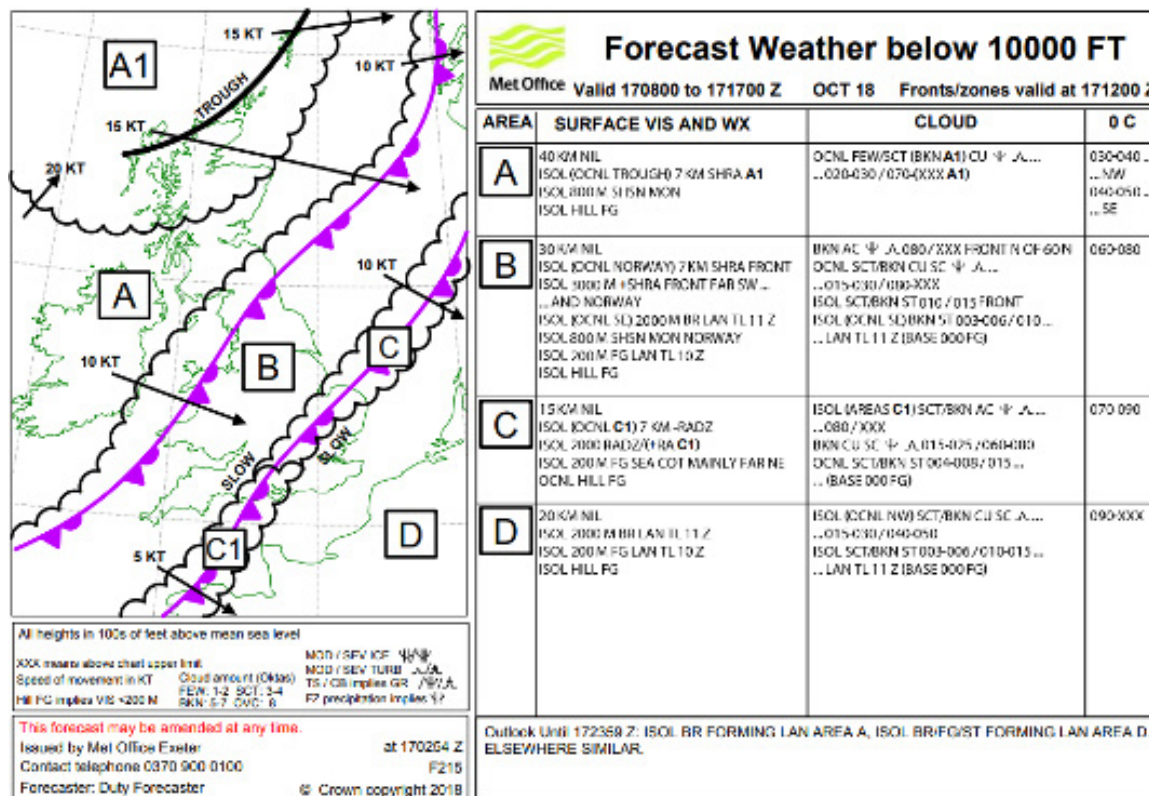 15 KT
A1
10 KT
TROUGH
15 KT
20 KT
10 KT
A
C
B
10 KT
SLOW
SLOW
D
C1
5 KT
All heights in 100s of feet above mean sea level
XXX means above chart upper limit
Speed of movement in KT
Hill FG implies VIS <200 M
Cloud amount (Oktas)
FEW: 1-2 SCT: 3-4
BKN: 5-7 OVC: 8
MOD / SEV ICE
MOD / SEV TURB
TS / CB implies GR
FZ precipitation implies
This forecast may be amended at any time.
Issued by Met Office Exeter at 170254 Z
Contact telephone 0370 900 0100 F215
Forecaster: Duty Forecaster © Crown copyright 2018
Met Office
Forecast Weather below 10000 FT
Valid 170800 to 171700 Z OCT 18 Fronts/zones valid at 171200 Z
AREA SURFACE VIS AND WX CLOUD 0 C
A
40 KM NIL
ISOL (OCNL TROUGH) 7 KM SHRA A1
ISOL 800 M SHSN MON
ISOL HILL FG
OCNL FEW/SCT (BKN A1) CU ...
...020-030 / 070-(XXX A1)
030-040 ...
... NW
040-050 ...
... SE
B
30 KM NIL
ISOL (OCNL NORWAY) 7 KM SHRA FRONT
ISOL 3000 M +SHRA FRONT FAR SW ...
... AND NORWAY
ISOL (OCNL SE) 2000 M BR LAN TL 11 Z
ISOL 800 M SHSN MON NORWAY
ISOL 200 M FG LAN TL 10 Z
ISOL HILL FG
BKN AC 080 / XXX FRONT N OF 60N
OCNL SCT/BKN CU SC ...
...015-030 / 080-XXX
ISOL SCT/BKN ST 010 / 015 FRONT
ISOL (OCNL SE) BKN ST 003-006 / 010 ...
... LAN TL 11 Z (BASE 000 FG)
060-080
C
15 KM NIL
ISOL (OCNL C1) 7 KM -RADZ
ISOL 2000 RADZ/(+RA C1)
ISOL 200 M FG SEA COT MAINLY FAR NE
OCNL HILL FG
ISOL (AREAS C1) SCT/BKN AC ...
...080 / XXX
BKN CU SC 015-025 / 060-080
OCNL SCT/BKN ST 004-008 / 015 ...
... (BASE 000 FG)
070-090
D
20 KM NIL
ISOL 2000 M BR LAN TL 11 Z
ISOL 200 M FG LAN TL 10 Z
ISOL HILL FG
ISOL (OCNL NW) SCT/BKN CU SC ...
...015-030 / 040-050
ISOL SCT/BKN ST 003-006 / 010-015 ...
... LAN TL 11 Z (BASE 000 FG)
090-XXX
Outlook Until 172359 Z: ISOL BR FORMING LAN AREA A, ISOL BR/FG/ST FORMING LAN AREA D.
ELSEWHERE SIMILAR.